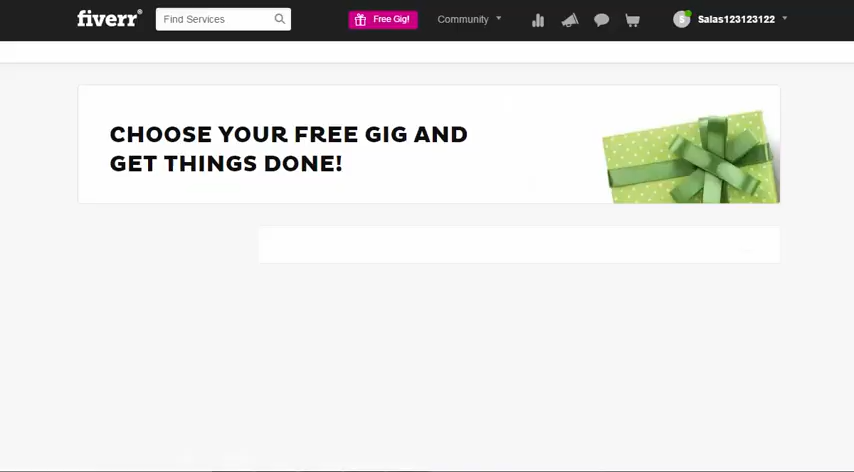 fiverr®
Find Services
Free Gig!
Community
S
Salas123123122
CHOOSE YOUR FREE GIG AND
GET THINGS DONE!